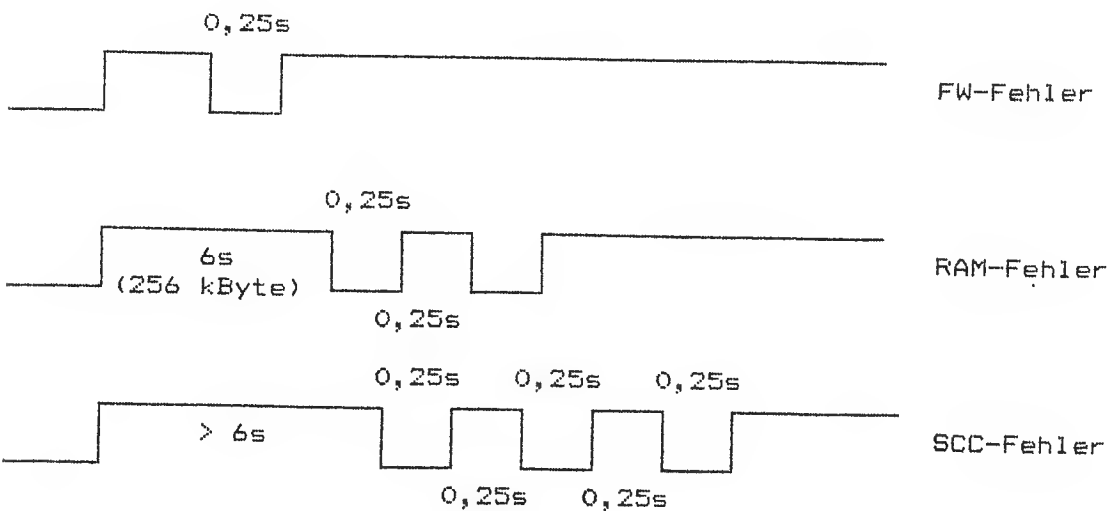 0,25s
FW-Fehler
0,25s
6s
(256 kByte)
RAM-Fehler
0,25s
0,25s 0,25s 0,25s
> 6s
SCC-Fehler
0,25s 0,25s